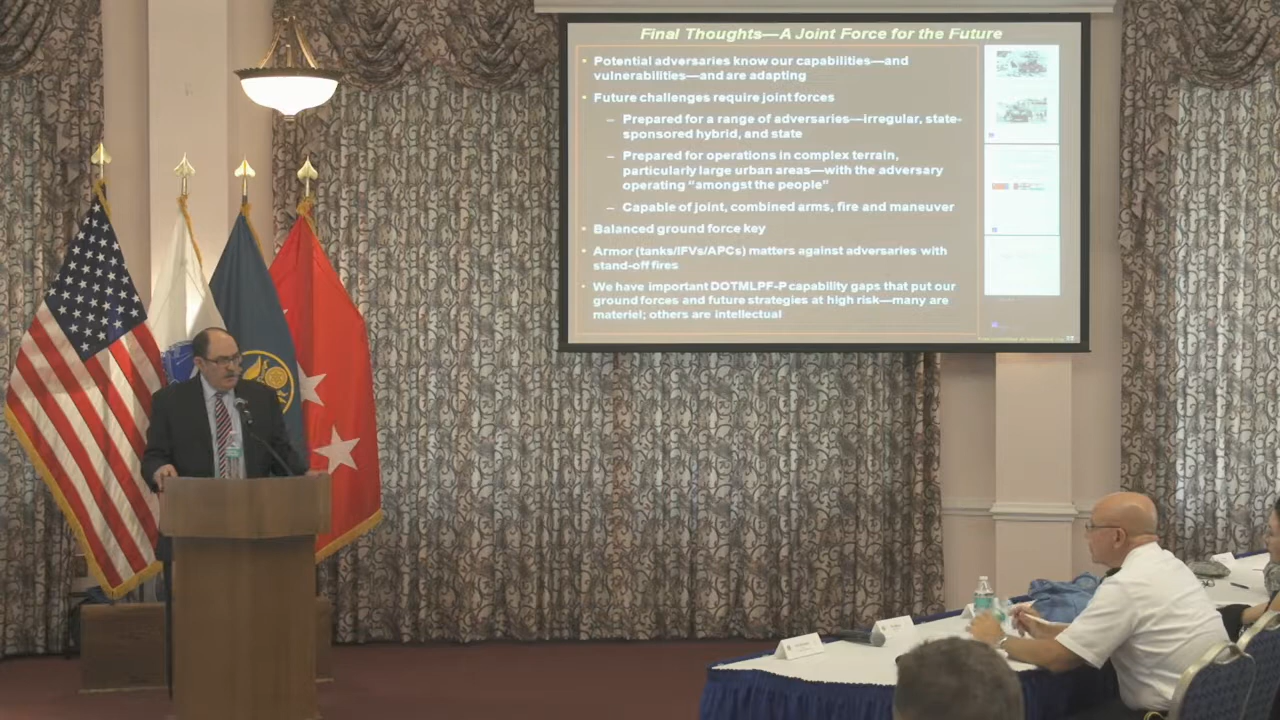 Final Thoughts—A Joint Force for the Future
• Potential adversaries know our capabilities—and
vulnerabilities—and are adapting
• Future challenges require joint forces
– Prepared for a range of adversaries—irregular, state-
sponsored hybrid, and state
– Prepared for operations in complex terrain,
particularly large urban areas—with the adversary
operating "amongst the people"
– Capable of joint, combined arms, fire and maneuver
• Balanced ground force key
• Armor (tanks/IFVs/APCs) matters against adversaries with
stand-off fires
• We have important DOTMLPF-P capability gaps that put our
ground forces and future strategies at high risk—many are
materiel; others are intellectual